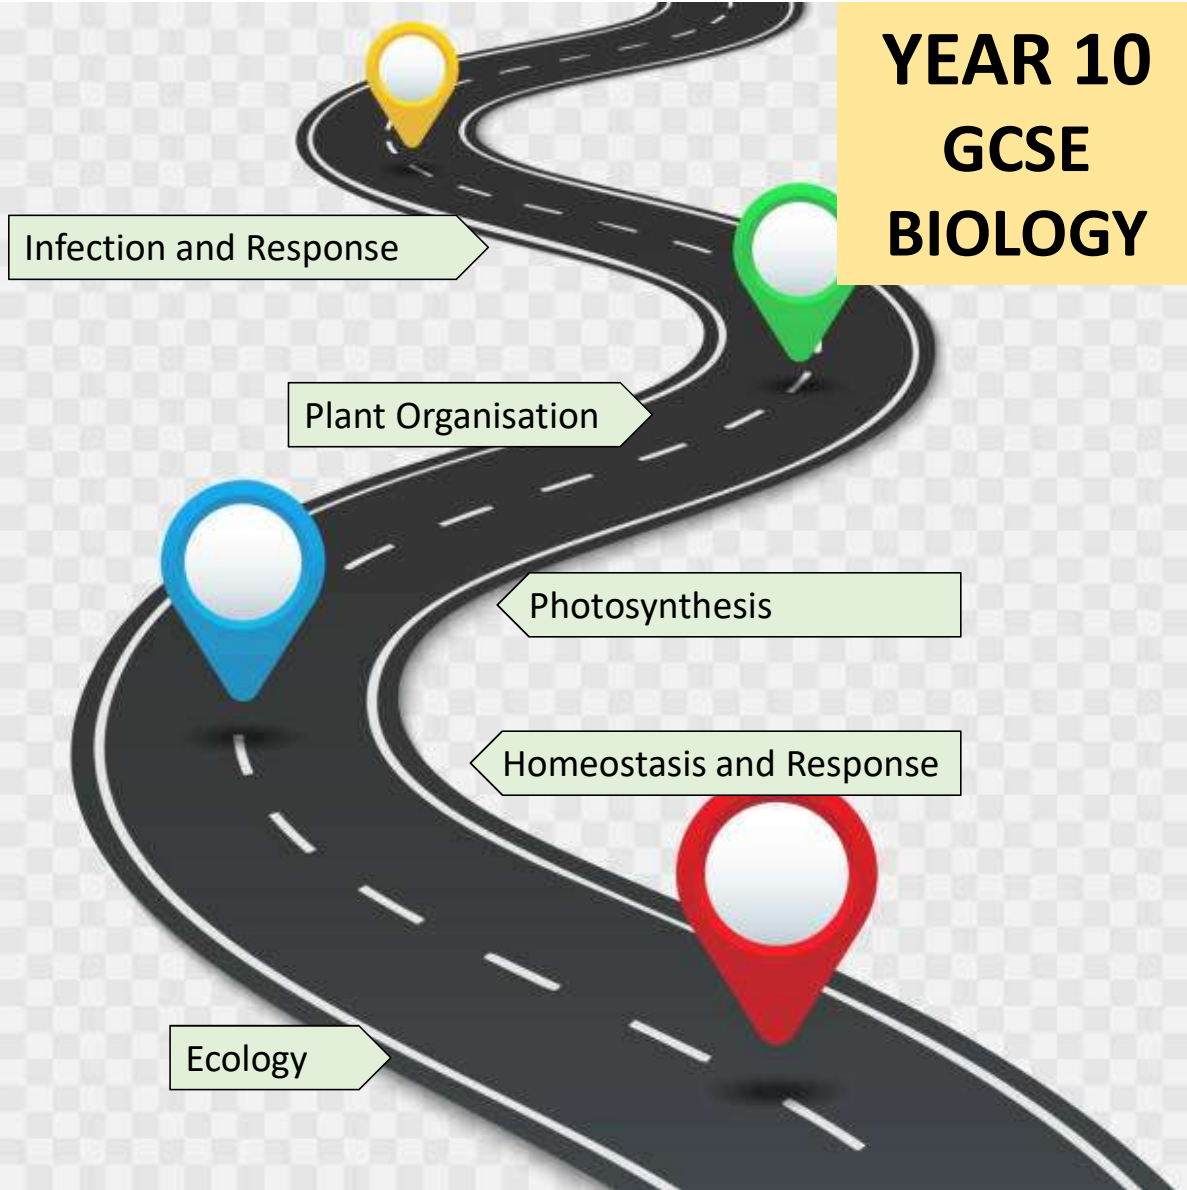 YEAR 10
GCSE
BIOLOGY
Infection and Response
Plant Organisation
Photosynthesis
Homeostasis and Response
Ecology